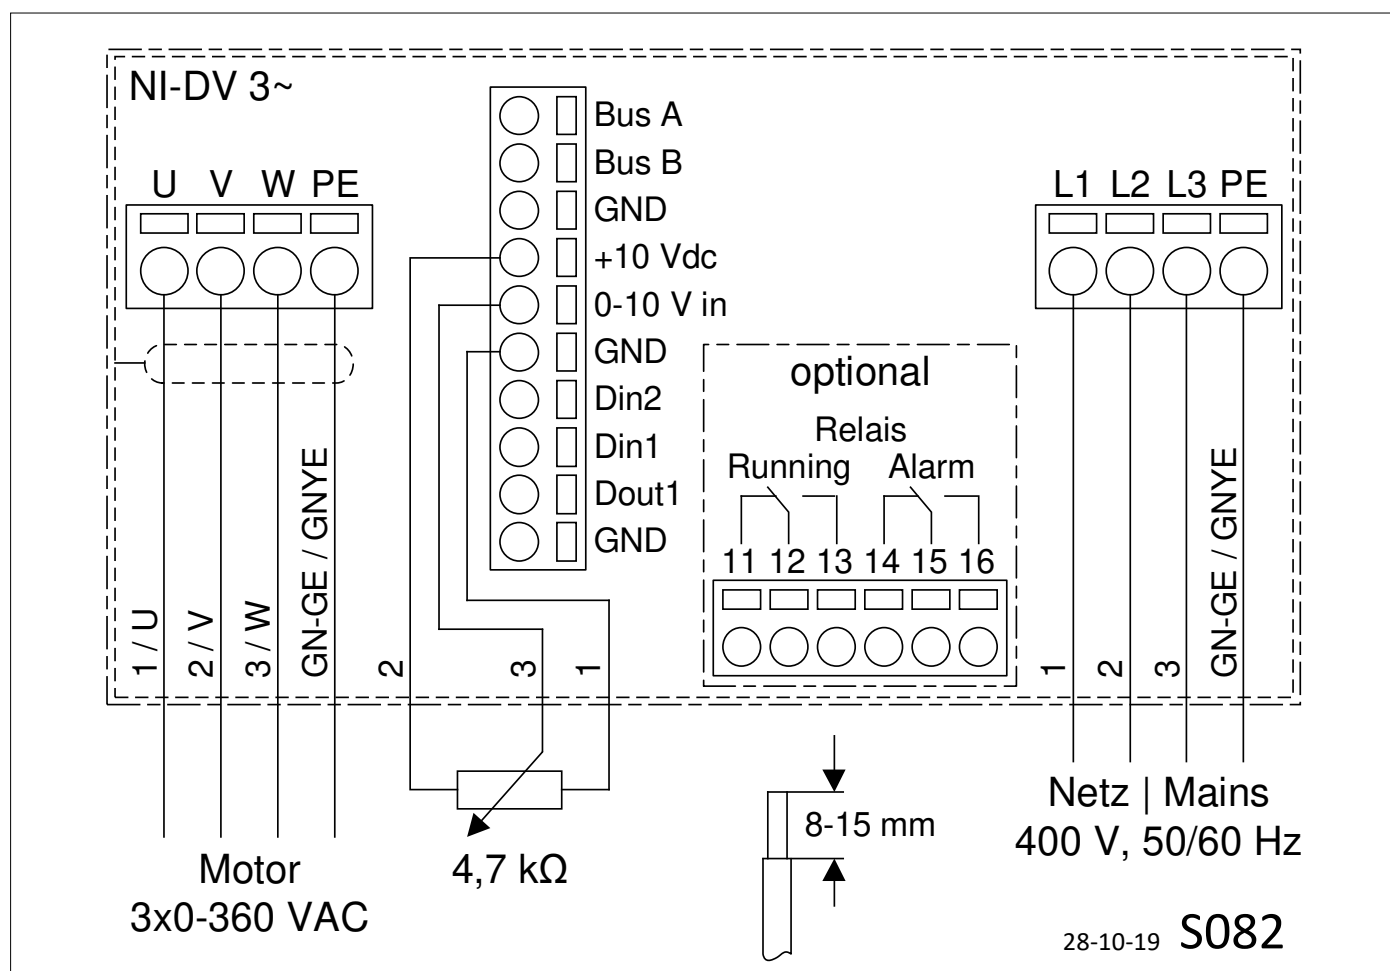 NI-DV 3~
U V W PE
Bus A
Bus B
GND
+10 Vdc
0-10 V in
GND
Din2
Din1
Dout1
GND
L1 L2 L3 PE
optional
Relais
Running Alarm
11 12 13 14 15 16
1 / U
2 / V
3 / W
GN-GE / GNYE
2
3
1
1
2
3
GN-GE / GNYE
Motor
3x0-360 VAC
4,7 kΩ
8-15 mm
Netz | Mains
400 V, 50/60 Hz
28-10-19 S082